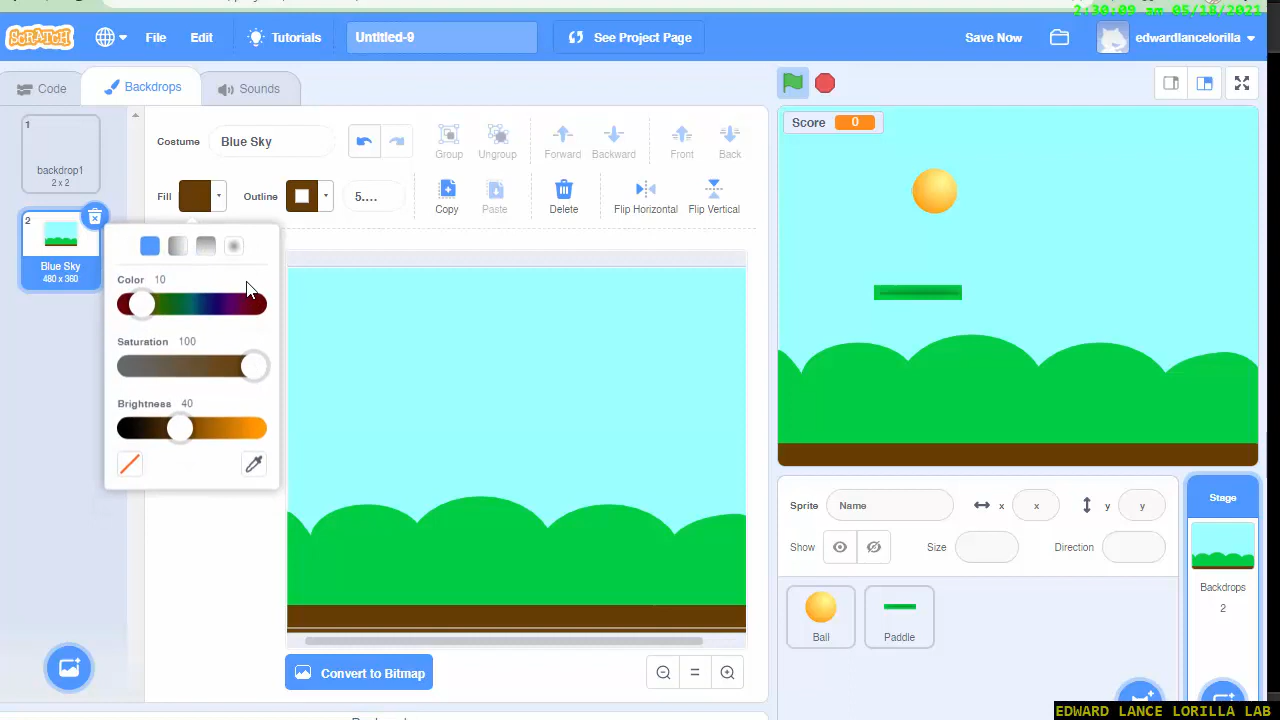 2:30:09 am 05/18/2021
SCRATCH File Edit Tutorials Untitled-9 See Project Page Save Now edwardlancelorilla
Code Backdrops Sounds
1
backdrop1
2 x 2
2
Blue Sky
480 x 360
Costume Blue Sky Group Ungroup Forward Backward Front Back
Fill Outline 5.... Copy Paste Delete Flip Horizontal Flip Vertical
Color 10
Saturation 100
Brightness 40
Convert to Bitmap
Score 0
Sprite Name x x y y
Show Size Direction
Ball Paddle
Stage
Backdrops
2
EDWARD LANCE LORILLA LAB